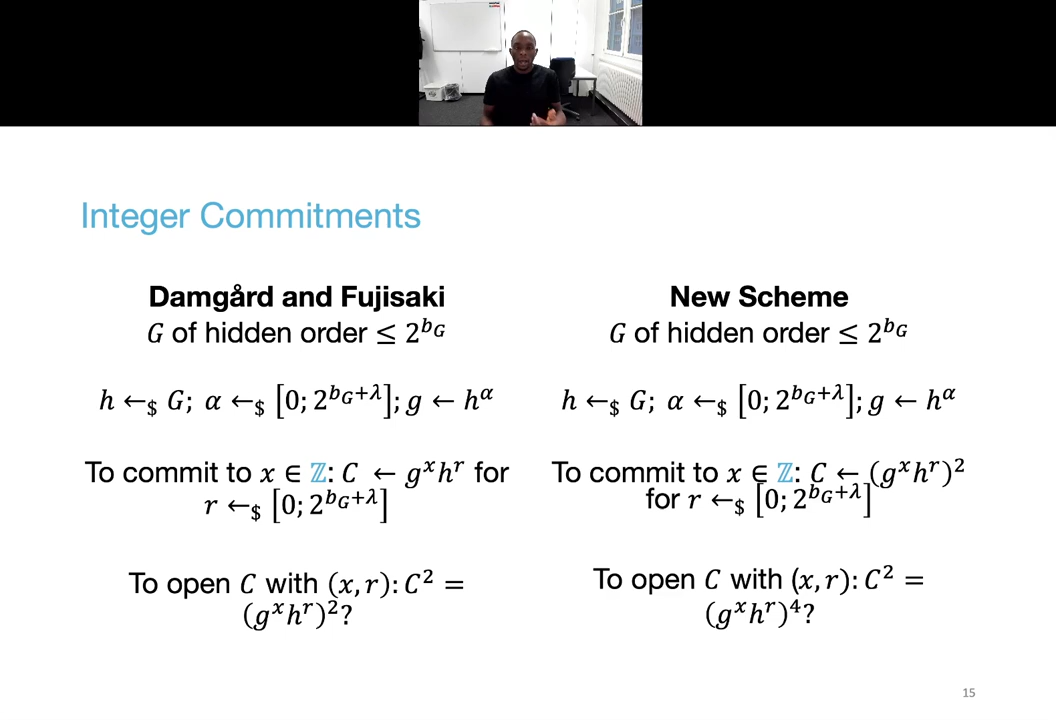 Integer Commitments
Damgård and Fujisaki
G of hidden order ≤ 2^{b_G}
h ←_$ G; α ←_$ [0; 2^{b_G+λ}]; g ← h^α
To commit to x ∈ ℤ: C ← g^x h^r for
r ←_$ [0; 2^{b_G+λ}]
To open C with (x, r): C^2 =
(g^x h^r)^2?
New Scheme
G of hidden order ≤ 2^{b_G}
h ←_$ G; α ←_$ [0; 2^{b_G+λ}]; g ← h^α
To commit to x ∈ ℤ: C ← (g^x h^r)^2
for r ←_$ [0; 2^{b_G+λ}]
To open C with (x, r): C^2 =
(g^x h^r)^4?
15